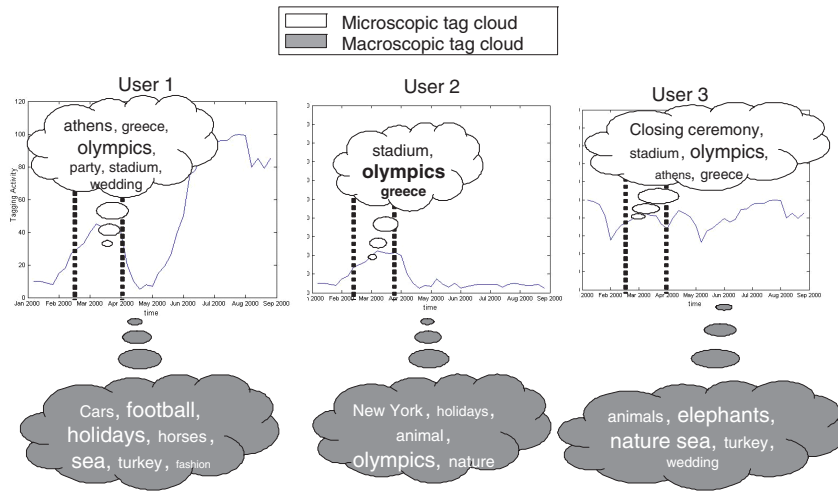 Microscopic tag cloud
Macroscopic tag cloud
User 1
120
100
80
60
40
20
0
Tagging Activity
athens, greece,
olympics,
party, stadium,
wedding
Jan 2000 Feb 2000 Mar 2000 Apr 2000 May 2000 Jun 2000 Jul 2000 Aug 2000 Sep 2000
time
Cars, football,
holidays, horses,
sea, turkey, fashion
User 2
stadium,
olympics
greece
2000 Feb 2000 Mar 2000 Apr 2000 May 2000 Jun 2000 Jul 2000 Aug 2000 Sep 2000
time
New York, holidays,
animal,
olympics, nature
User 3
Closing ceremony,
stadium, olympics,
athens, greece
2000 Feb 2000 Mar 2000 Apr 2000 May 2000 Jun 2000 Jul 2000 Aug 2000 Sep 2000
time
animals, elephants,
nature sea, turkey,
wedding